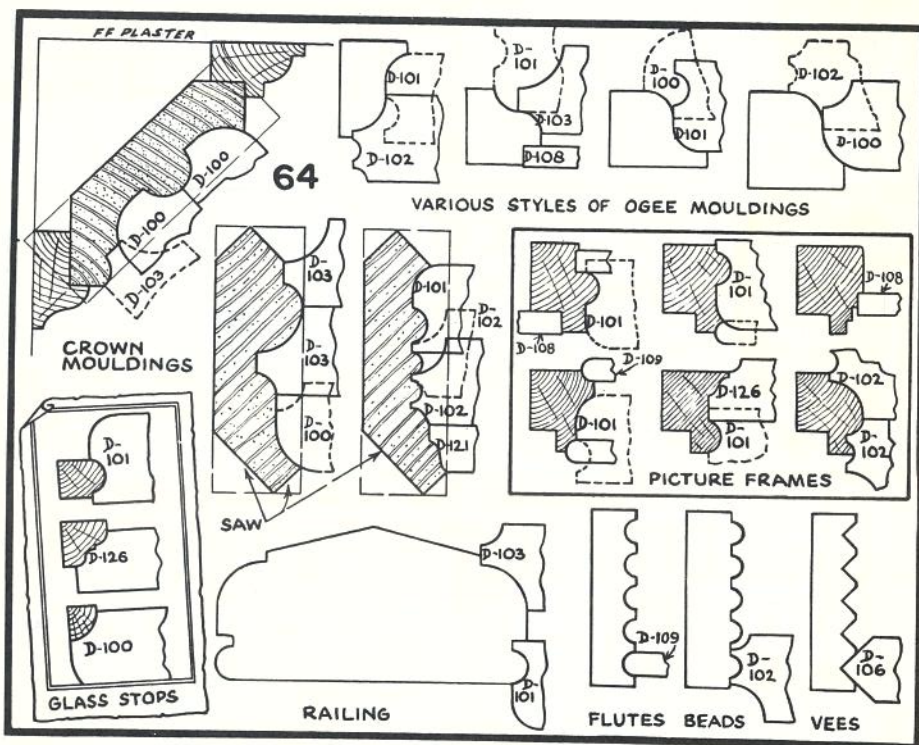 FF PLASTER
D-100
D-100
D-103
CROWN
MOULDINGS
64
D-101
D-102
D-101
D-103
D-108
D-100
D-101
D-102
D-100
VARIOUS STYLES OF OGEE MOULDINGS
D-103
D-103
D-100
D-101
D-102
D-102
D-121
SAW
D-101
D-108
D-101
D-108
D-109
D-101
D-126
D-101
D-102
D-102
PICTURE FRAMES
D-101
D-126
D-100
GLASS STOPS
D-103
D-101
RAILING
D-109
D-102
D-106
FLUTES BEADS VEES